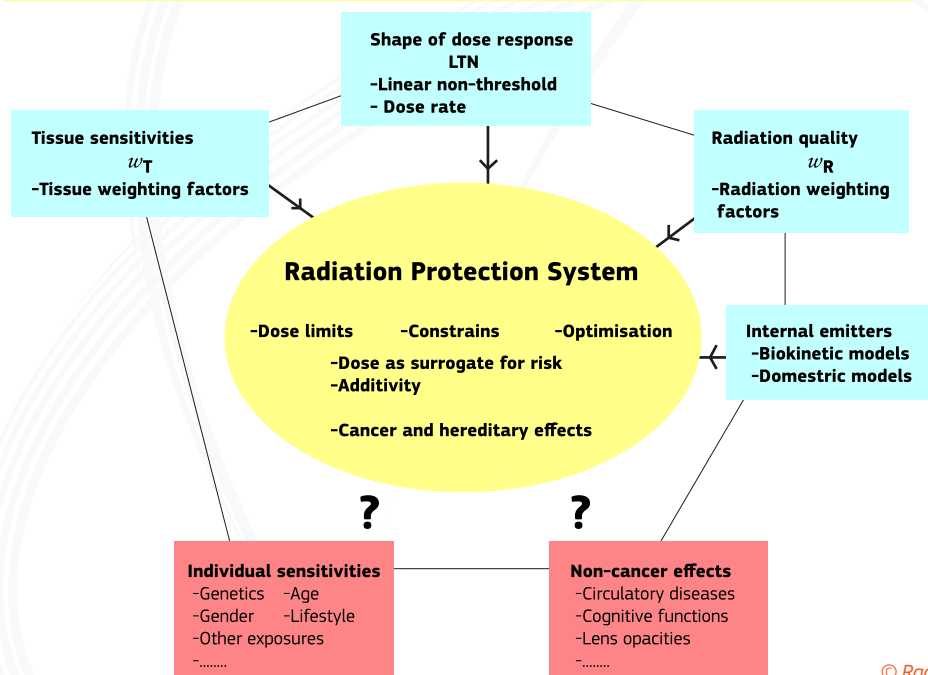 Shape of dose response
LTN
-Linear non-threshold
- Dose rate
Tissue sensitivities
wT
-Tissue weighting factors
Radiation quality
wR
-Radiation weighting
factors
Radiation Protection System
-Dose limits -Constrains -Optimisation
-Dose as surrogate for risk
-Additivity
-Cancer and hereditary effects
Internal emitters
-Biokinetic models
-Domestric models
? ?
Individual sensitivities
-Genetics -Age
-Gender -Lifestyle
-Other exposures
-........
Non-cancer effects
-Circulatory diseases
-Cognitive functions
-Lens opacities
-........
©